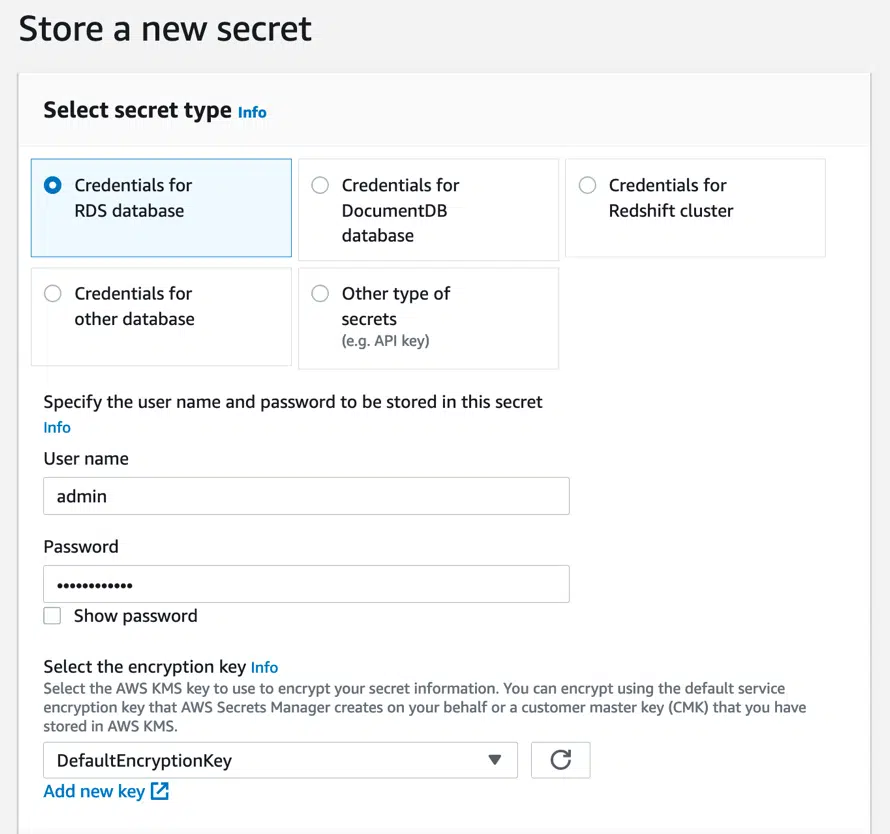 Store a new secret
Select secret type Info
Credentials for
RDS database
Credentials for
DocumentDB
database
Credentials for
Redshift cluster
Credentials for
other database
Other type of
secrets
(e.g. API key)
Specify the user name and password to be stored in this secret
Info
User name
admin
Password
••••••••••••
Show password
Select the encryption key Info
Select the AWS KMS key to use to encrypt your secret information. You can encrypt using the default service
encryption key that AWS Secrets Manager creates on your behalf or a customer master key (CMK) that you have
stored in AWS KMS.
DefaultEncryptionKey
Add new key